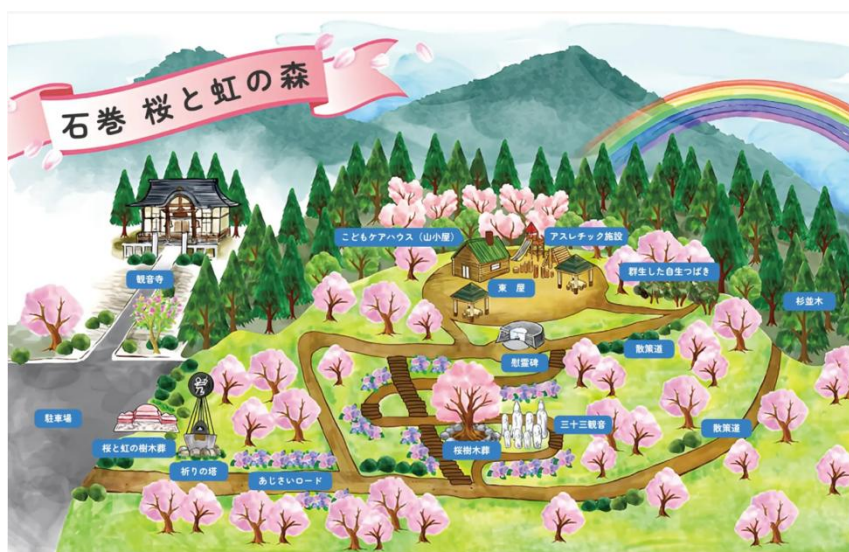 石巻 桜と虹の森
こどもケアハウス（山小屋）
アスレチック施設
観音寺
東 屋
群生した自生つばき
杉並木
慰霊碑
散策道
駐車場
桜と虹の樹木葬
祈りの塔
あじさいロード
桜樹木葬
三十三観音
散策道